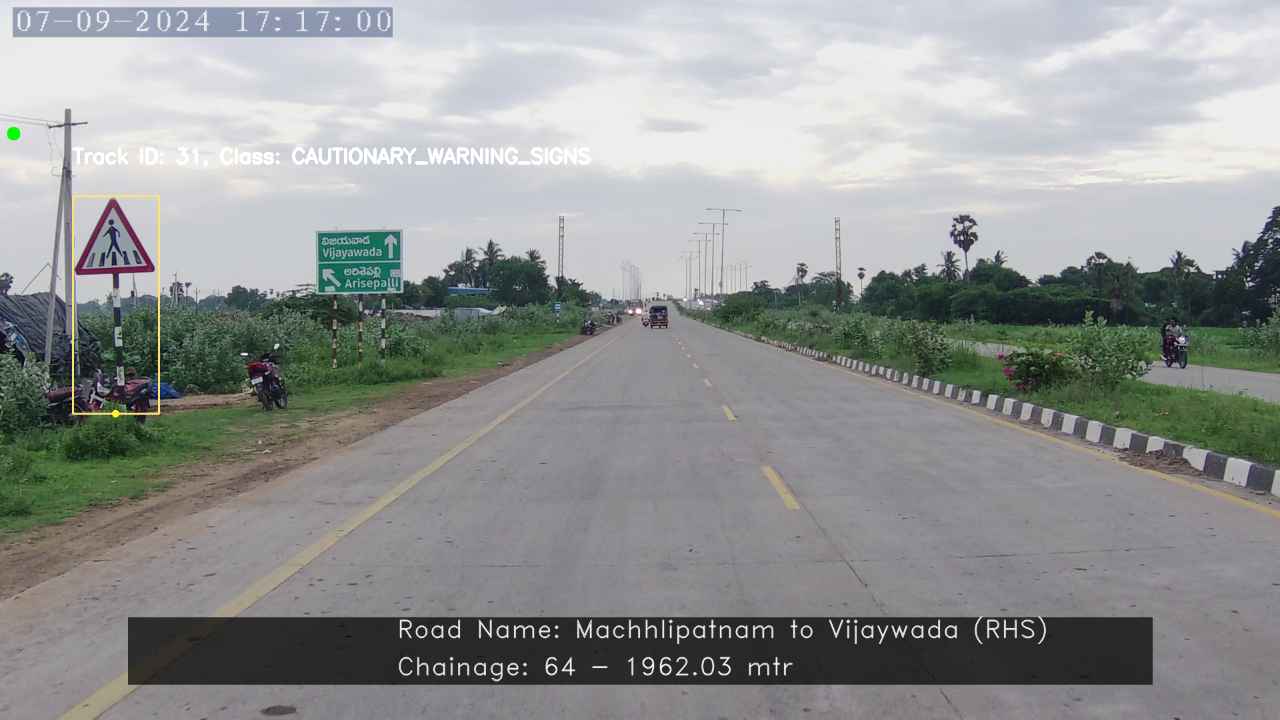 07-09-2024 17:17:00
Track ID: 31, Class: CAUTIONARY_WARNING_SIGNS
విజయవాడ
Vijayawada
అరిశెపల్లి
Arisepalli
Road Name: Machhlipatnam to Vijaywada (RHS)
Chainage: 64 - 1962.03 mtr